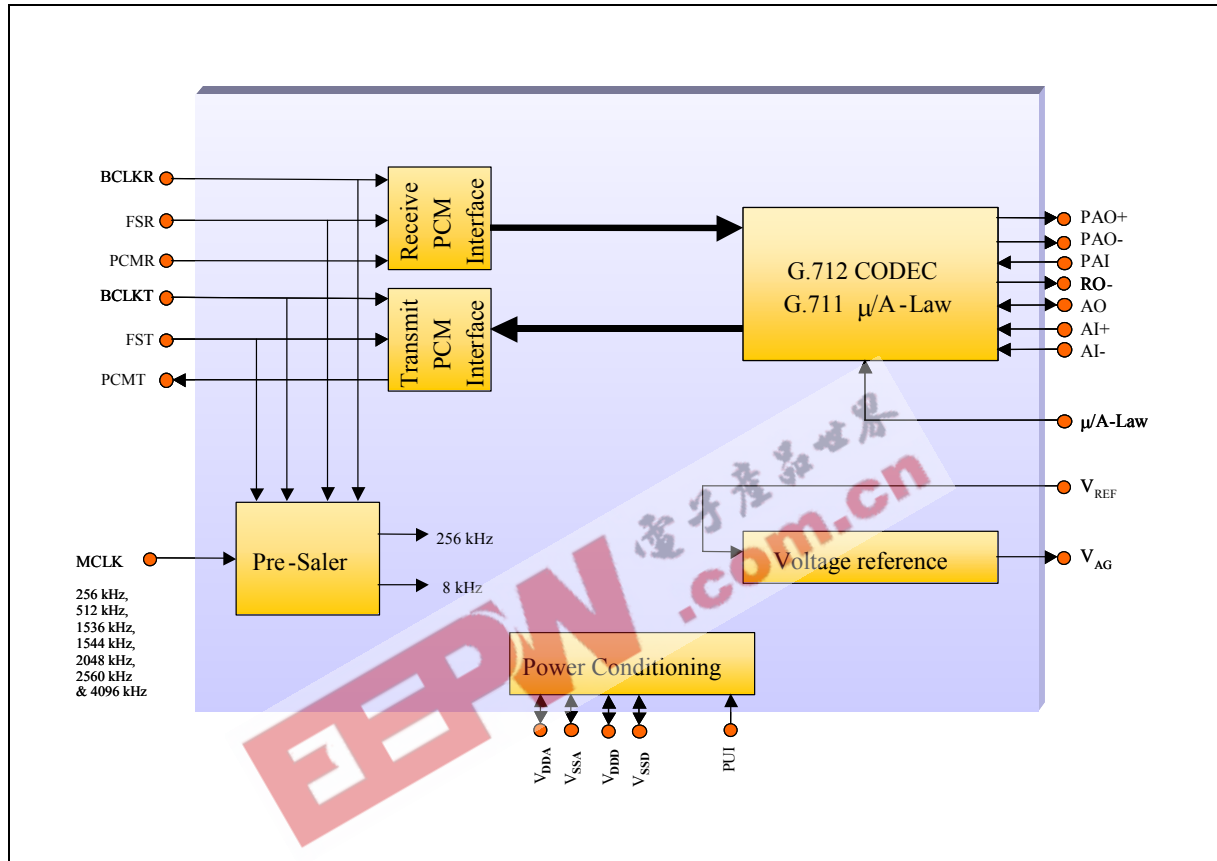 BCLKR
FSR
PCMR
BCLKT
FST
PCMT
Receive
PCM
Interface
Transmit
PCM
Interface
G.712 CODEC
G.711 μ/A-Law
PAO+
PAO-
PAI
RO-
AO
AI+
AI-
μ/A-Law
VREF
VAG
Voltage reference
MCLK
256 kHz,
512 kHz,
1536 kHz,
1544 kHz,
2048 kHz,
2560 kHz
& 4096 kHz
Pre-Saler
256 kHz
8 kHz
Power Conditioning
VDDA
VSSA
VDDD
VSSD
PUI
EEPW
電子產品世界
.com.cn